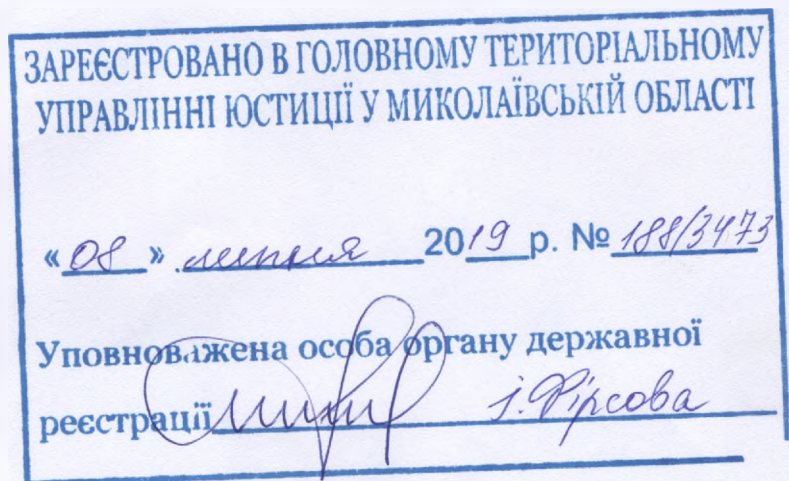 ЗАРЕЄСТРОВАНО В ГОЛОВНОМУ ТЕРИТОРІАЛЬНОМУ
УПРАВЛІННІ ЮСТИЦІЇ У МИКОЛАЇВСЬКІЙ ОБЛАСТІ
«08» липня 2019 р. № 188/3473
Уповноважена особа органу державної
реєстрації І. Фірсова